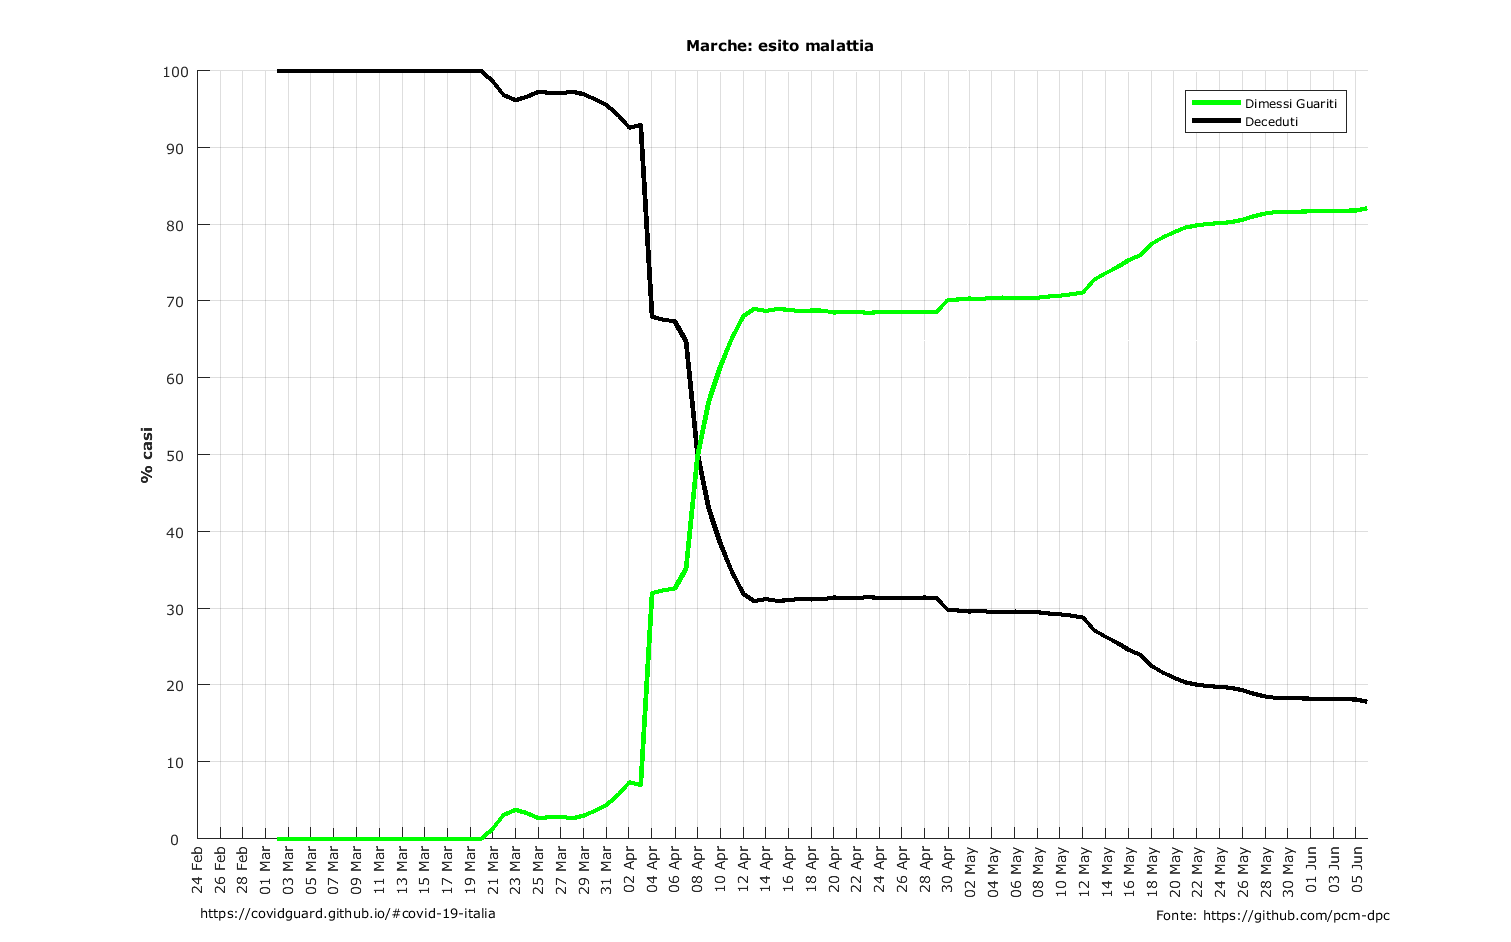 Marche: esito malattia
100
90
80
70
60
50
40
30
20
10
0
% casi
Dimessi Guariti
Deceduti
24 Feb
26 Feb
28 Feb
01 Mar
03 Mar
05 Mar
07 Mar
09 Mar
11 Mar
13 Mar
15 Mar
17 Mar
19 Mar
21 Mar
23 Mar
25 Mar
27 Mar
29 Mar
31 Mar
02 Apr
04 Apr
06 Apr
08 Apr
10 Apr
12 Apr
14 Apr
16 Apr
18 Apr
20 Apr
22 Apr
24 Apr
26 Apr
28 Apr
30 Apr
02 May
04 May
06 May
08 May
10 May
12 May
14 May
16 May
18 May
20 May
22 May
24 May
26 May
28 May
30 May
01 Jun
03 Jun
05 Jun
https://covidguard.github.io/#covid-19-italia
Fonte: https://github.com/pcm-dpc